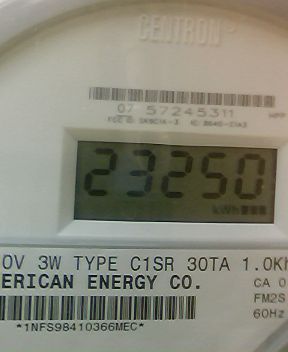 CENTRON
07 57245311
23250
kWh
0V 3W TYPE C1SR 30TA 1.0Kh
ERICAN ENERGY CO.
CA 0
FM2S
60Hz
*1NFS98410366MEC*